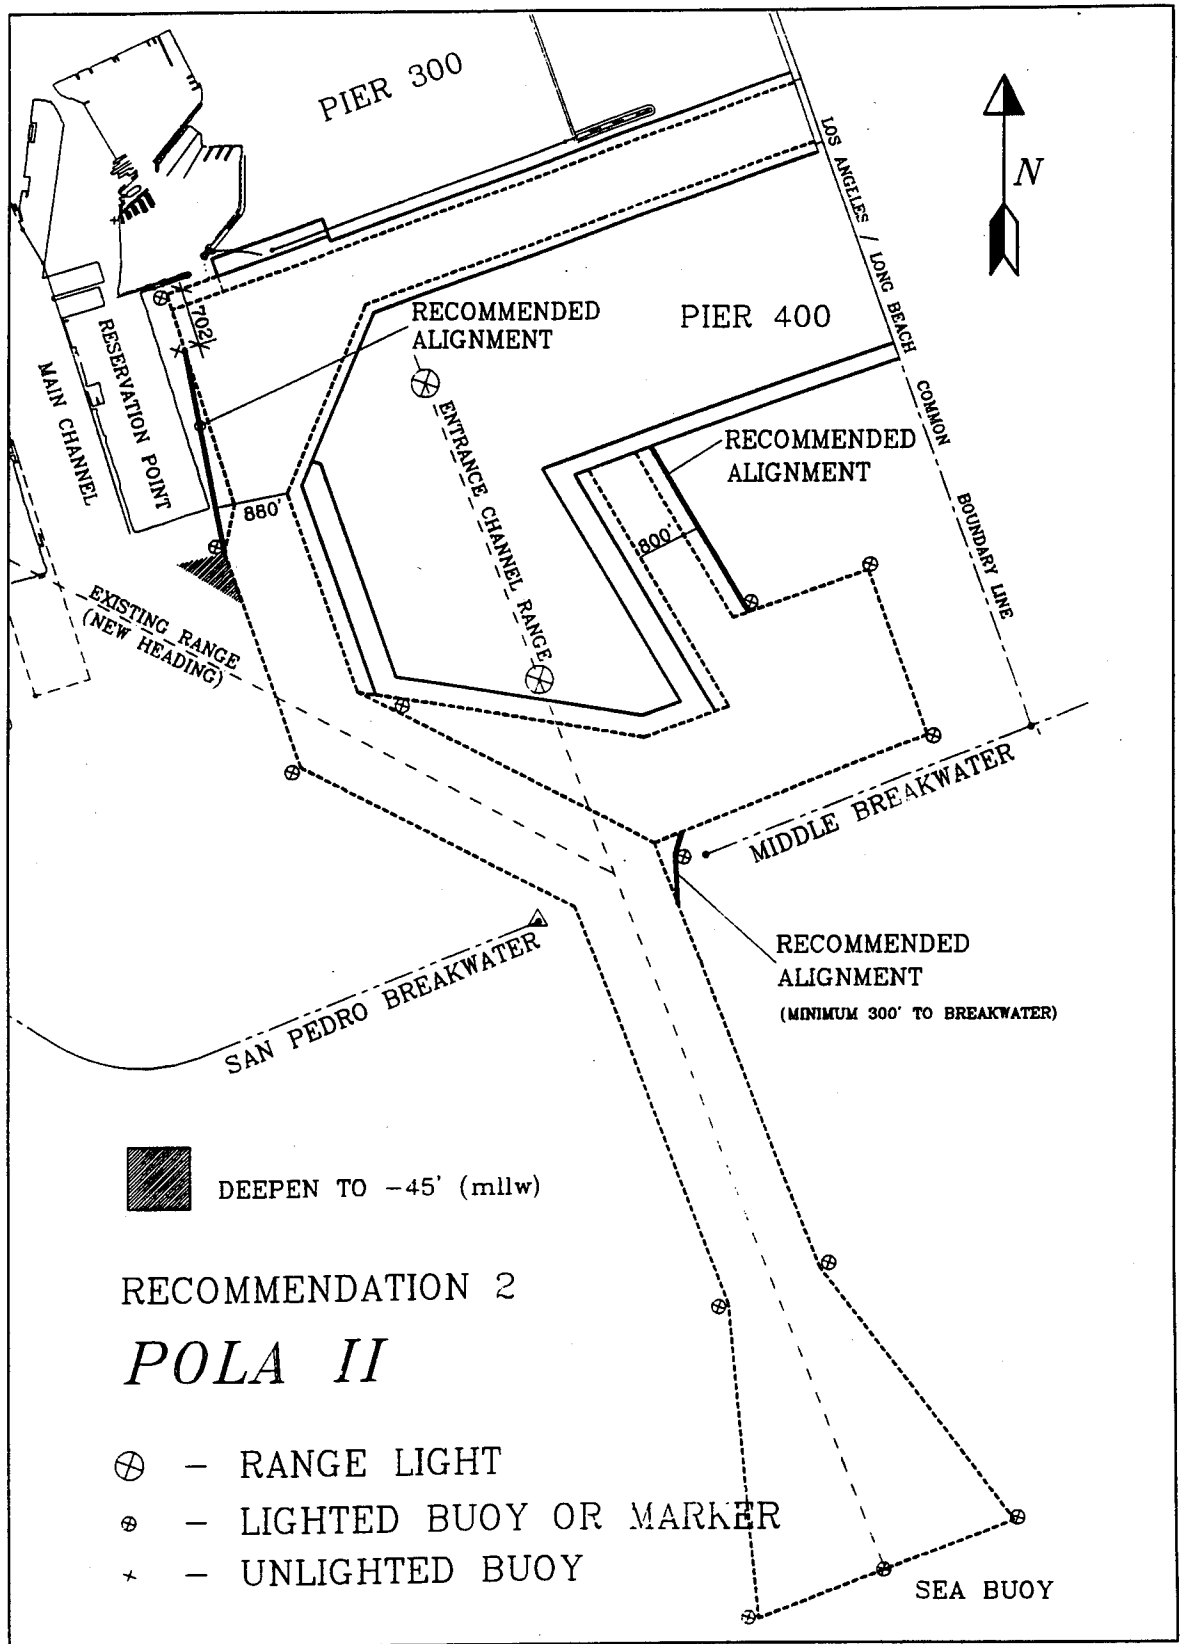 PIER 300
N
LOS ANGELES / LONG BEACH
COMMON
BOUNDARY LINE
702'
RECOMMENDED
ALIGNMENT
PIER 400
RESERVATION POINT
MAIN CHANNEL
ENTRANCE CHANNEL RANGE
RECOMMENDED
ALIGNMENT
880'
800'
EXISTING RANGE
(NEW HEADING)
MIDDLE BREAKWATER
SAN PEDRO BREAKWATER
RECOMMENDED
ALIGNMENT
(MINIMUM 300' TO BREAKWATER)
DEEPEN TO -45' (mllw)
RECOMMENDATION 2
POLA II
– RANGE LIGHT
– LIGHTED BUOY OR MARKER
– UNLIGHTED BUOY
SEA BUOY